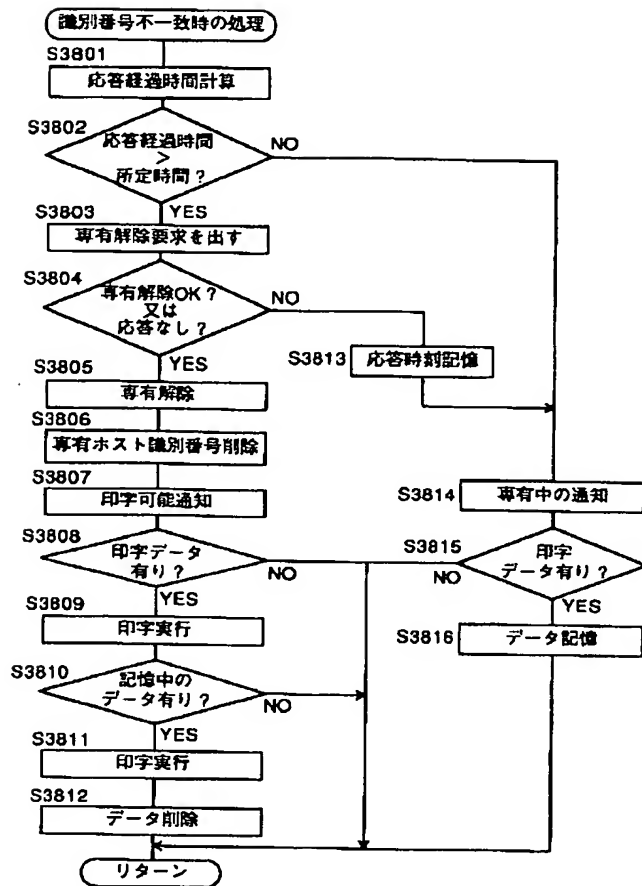 識別番号不一致時の処理
S3801
応答経過時間計算
S3802
応答経過時間
>
所定時間?
NO
YES
S3803
専有解除要求を出す
S3804
専有解除OK?
又は
応答なし?
NO
YES
S3813
応答時刻記憶
S3805
専有解除
S3806
専有ホスト識別番号削除
S3807
印字可能通知
S3814
専有中の通知
S3808
印字データ
有り?
NO
YES
S3815
印字
データ有り?
NO
YES
S3809
印字実行
S3816
データ記憶
S3810
記憶中の
データ有り?
NO
YES
S3811
印字実行
S3812
データ削除
リターン